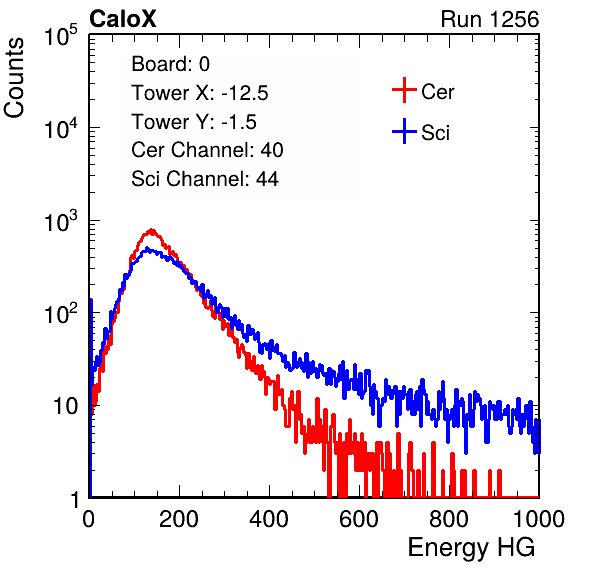 CaloX Run 1256
Counts
Board: 0
Tower X: -12.5
Tower Y: -1.5
Cer Channel: 40
Sci Channel: 44
Cer
Sci
10^5
10^4
10^3
10^2
10
1
0 200 400 600 800 1000
Energy HG